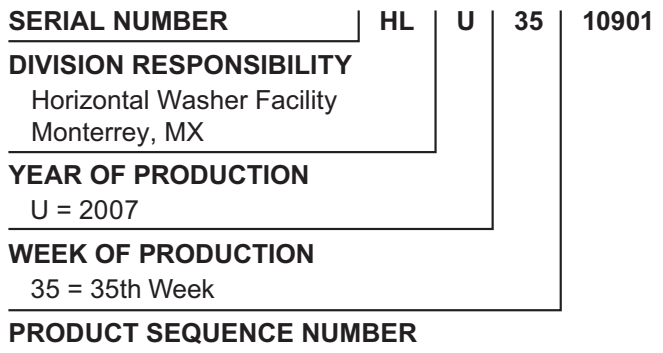 SERIAL NUMBER HL U 35 10901
DIVISION RESPONSIBILITY
Horizontal Washer Facility
Monterrey, MX
YEAR OF PRODUCTION
U = 2007
WEEK OF PRODUCTION
35 = 35th Week
PRODUCT SEQUENCE NUMBER